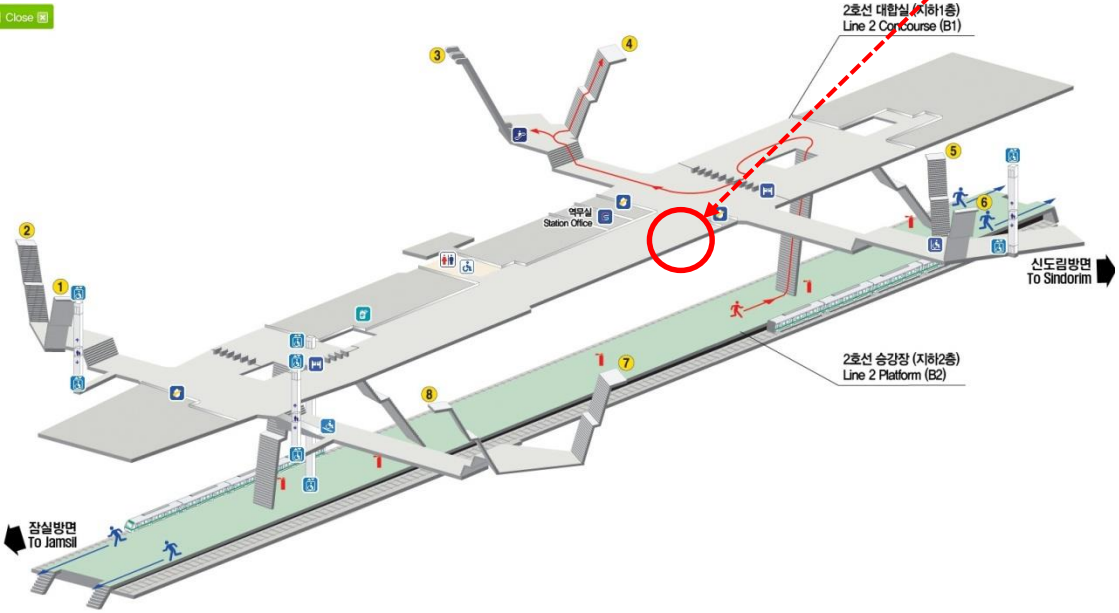 Close
2호선 대합실 (지하1층)
Line 2 Concourse (B1)
3
4
5
6
역무실
Station Office
2
1
신도림방면
To Sindorim
7
8
2호선 승강장 (지하2층)
Line 2 Platform (B2)
잠실방면
To Jamsil